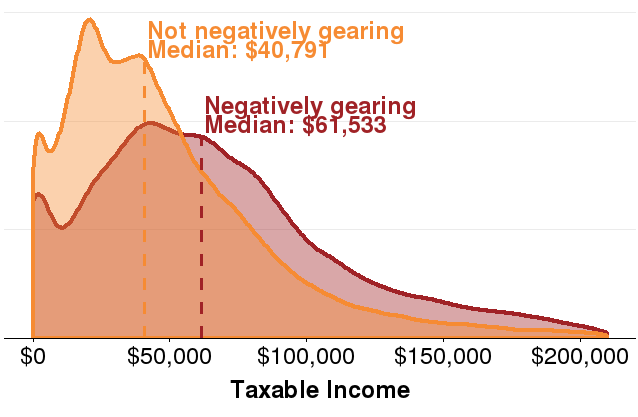 Not negatively gearing
Median: $40,791
Negatively gearing
Median: $61,533
$0
$50,000
$100,000
$150,000
$200,000
Taxable Income